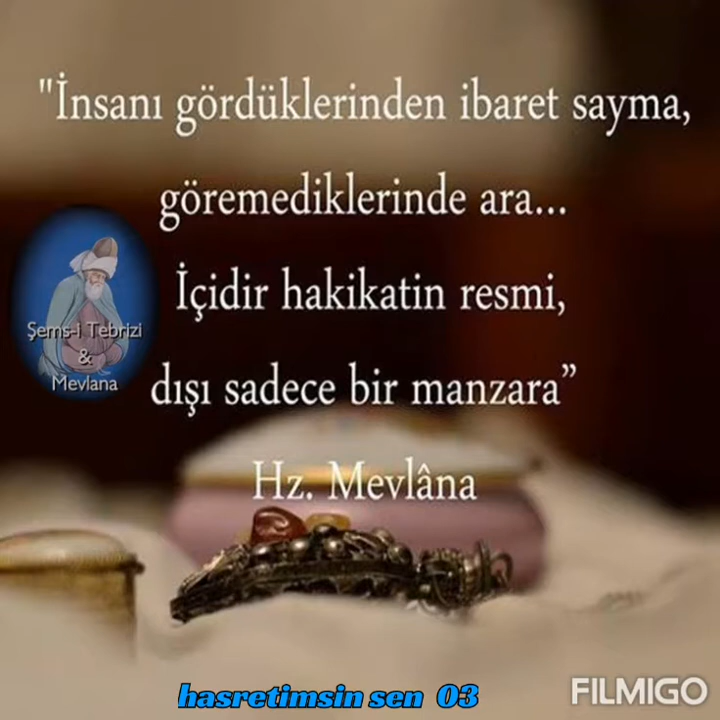 "İnsanı gördüklerinden ibaret sayma,
göremediklerinde ara...
İçidir hakikatin resmi,
dışı sadece bir manzara”
Hz. Mevlâna
Şems-i Tebrizi
&
Mevlana
hasretimsin sen 03
FILMIGO